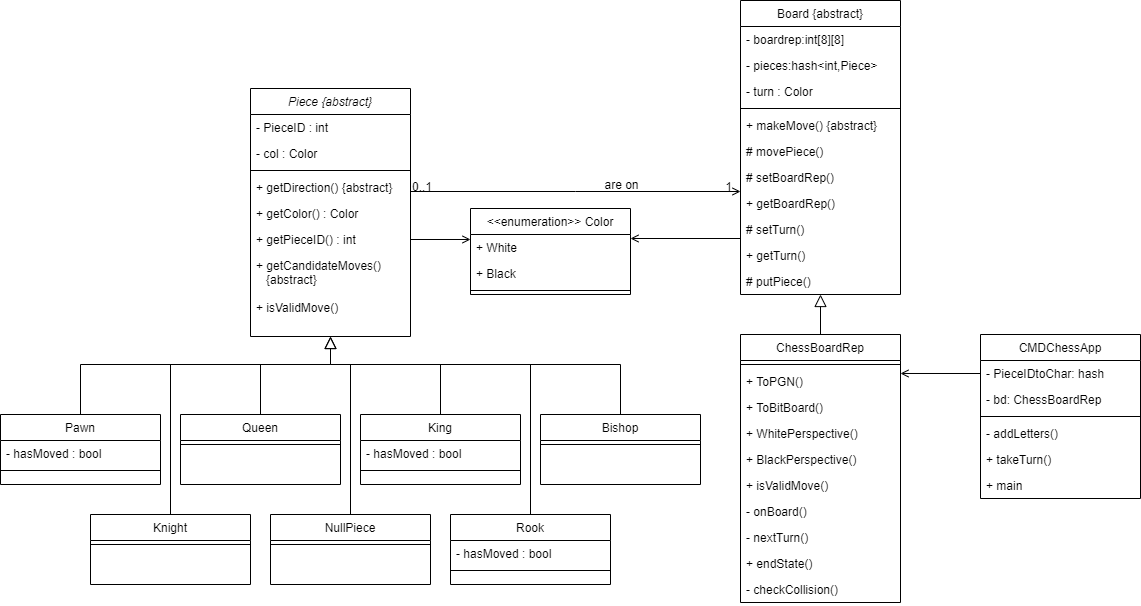 Board {abstract}
- boardrep:int[8][8]
- pieces:hash<int,Piece>
- turn : Color
+ makeMove() {abstract}
# movePiece()
# setBoardRep()
+ getBoardRep()
# setTurn()
+ getTurn()
# putPiece()
Piece {abstract}
- PieceID : int
- col : Color
+ getDirection() {abstract}
+ getColor() : Color
+ getPieceID() : int
+ getCandidateMoves()
{abstract}
+ isValidMove()
0..1
are on
1
<<enumeration>> Color
+ White
+ Black
ChessBoardRep
+ ToPGN()
+ ToBitBoard()
+ WhitePerspective()
+ BlackPerspective()
+ isValidMove()
- onBoard()
- nextTurn()
+ endState()
- checkCollision()
CMDChessApp
- PieceIDtoChar: hash
- bd: ChessBoardRep
- addLetters()
+ takeTurn()
+ main
Pawn
- hasMoved : bool
Queen
King
- hasMoved : bool
Bishop
Knight
NullPiece
Rook
- hasMoved : bool